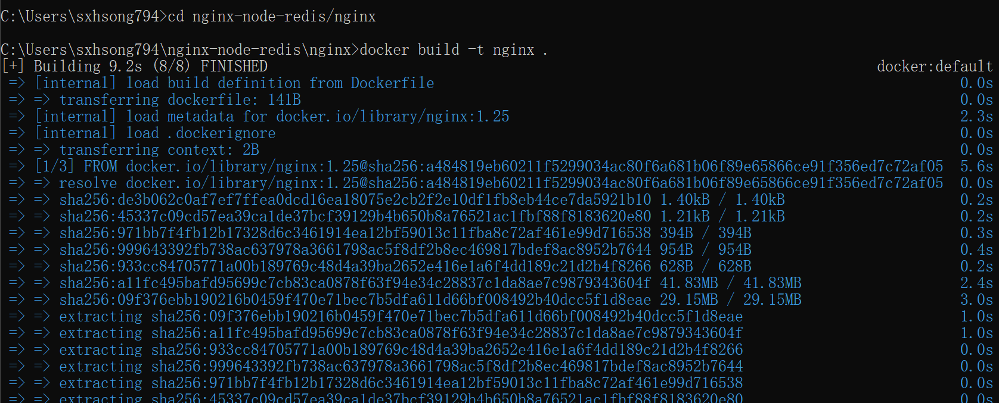 C:\Users\sxhsong794>cd nginx-node-redis/nginx
C:\Users\sxhsong794\nginx-node-redis\nginx>docker build -t nginx .
[+] Building 9.2s (8/8) FINISHED docker:default
=> [internal] load build definition from Dockerfile 0.0s
=> => transferring dockerfile: 141B 0.0s
=> [internal] load metadata for docker.io/library/nginx:1.25 2.3s
=> [internal] load .dockerignore 0.0s
=> => transferring context: 2B 0.0s
=> [1/3] FROM docker.io/library/nginx:1.25@sha256:a484819eb60211f5299034ac80f6a681b06f89e65866ce91f356ed7c72af05 5.6s
=> => resolve docker.io/library/nginx:1.25@sha256:a484819eb60211f5299034ac80f6a681b06f89e65866ce91f356ed7c72af05 0.0s
=> => sha256:de3b062c0af7ef7ffea0dcd16ea18075e2cb2f2e10df1fb8eb44ce7da5921b10 1.40kB / 1.40kB 0.2s
=> => sha256:45337c09cd57ea39ca1de37bcf39129b4b650b8a76521ac1fbf88f8183620e80 1.21kB / 1.21kB 0.2s
=> => sha256:971bb7f4fb12b17328d6c3461914ea12bf59013c11fba8c72af461e99d716538 394B / 394B 0.3s
=> => sha256:999643392fb738ac637978a3661798ac5f8df2b8ec469817bdef8ac8952b7644 954B / 954B 0.4s
=> => sha256:933cc84705771a00b189769c48d4a39ba2652e416e1a6f4dd189c21d2b4f8266 628B / 628B 0.2s
=> => sha256:a11fc495bafd95699c7cb83ca0878f63f94e34c28837c1da8ae7c9879343604f 41.83MB / 41.83MB 2.4s
=> => sha256:09f376ebb190216b0459f470e71bec7b5dfa611d66bf008492b40dcc5f1d8eae 29.15MB / 29.15MB 3.0s
=> => extracting sha256:09f376ebb190216b0459f470e71bec7b5dfa611d66bf008492b40dcc5f1d8eae 1.0s
=> => extracting sha256:a11fc495bafd95699c7cb83ca0878f63f94e34c28837c1da8ae7c9879343604f 1.0s
=> => extracting sha256:933cc84705771a00b189769c48d4a39ba2652e416e1a6f4dd189c21d2b4f8266 0.0s
=> => extracting sha256:999643392fb738ac637978a3661798ac5f8df2b8ec469817bdef8ac8952b7644 0.0s
=> => extracting sha256:971bb7f4fb12b17328d6c3461914ea12bf59013c11fba8c72af461e99d716538 0.0s
=> => extracting sha256:45337c09cd57ea39ca1de37bcf39129b4b650b8a76521ac1fbf88f8183620e80 0.0s